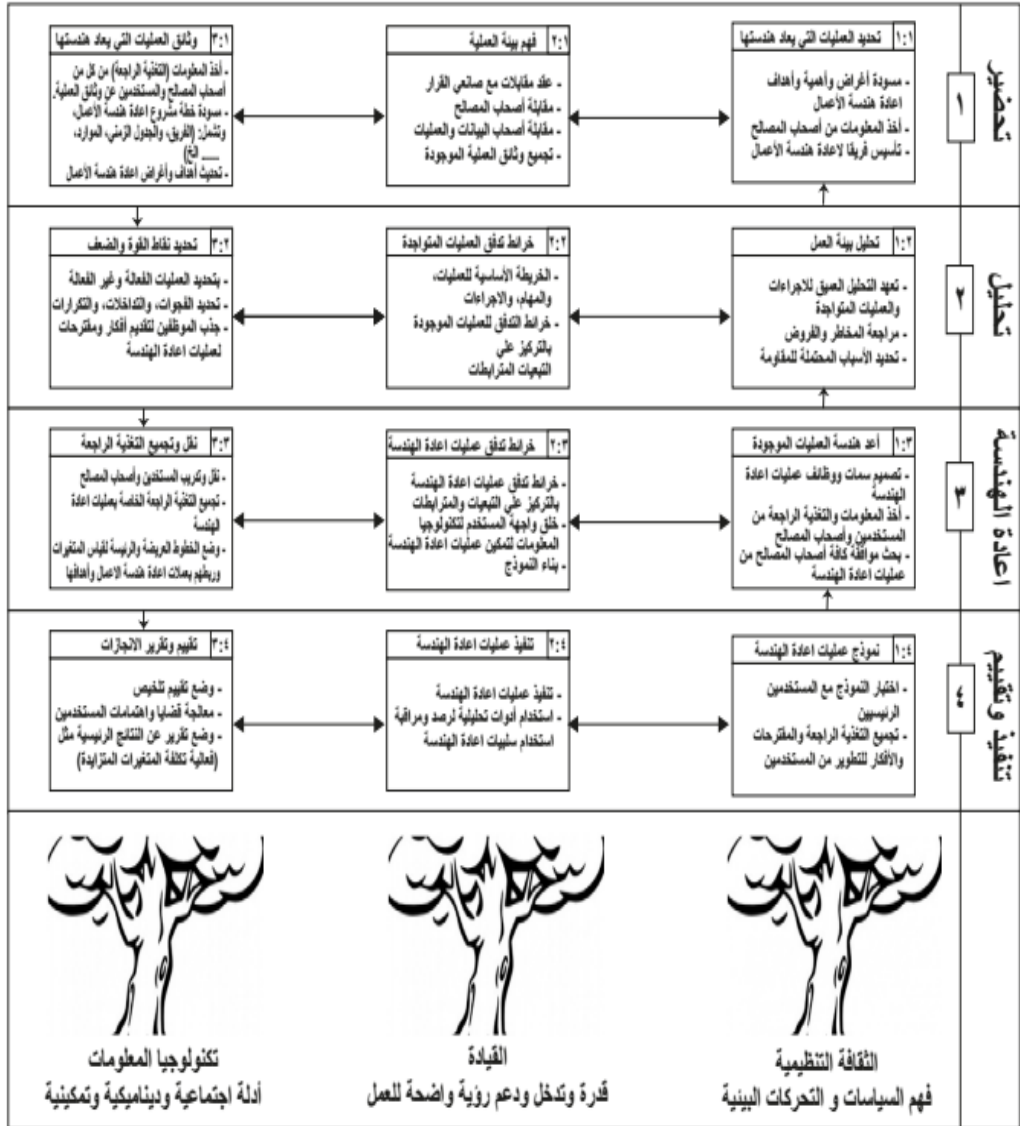 تحضير
١
١:١ تحديد العمليات التي يعاد هندستها
- مسودة أغراض وأهمية وأهداف
اعادة هندسة الأعمال
- أخذ المعلومات من أصحاب المصالح
- تأسيس فريقا لاعادة هندسة الأعمال
٢:١ فهم بيئة العملية
- عقد مقابلات مع صانعي القرار
- مقابلة أصحاب المصالح
- مقابلة أصحاب البيانات والعمليات
- تجميع وثائق العملية الموجودة
٣:١ وثائق العمليات التي يعاد هندستها
- أخذ المعلومات (التغنية الراجعة) من كل من
أصحاب المصالح والمستخدمين عن وثائق العملية.
- مسودة خطة مشروع اعادة هندسة الأعمال،
وتشمل: (الفريق، والجدول الزمني، الموارد،
..... الخ)
- تحديث أهداف وأغراض اعادة هندسة الأعمال
تحليل
٢
١:٢ تحليل بيئة العمل
- تعهد التحليل العميق للاجراءات
والعمليات المتواجدة
- مراجعة المخاطر والفروض
- تحديد الأسباب المحتملة للمقاومة
٢:٢ خرائط تدفق العمليات المتواجدة
- الخريطة الأساسية للعمليات،
والمهام، والاجراءات
- خرائط التدفق للعمليات الموجودة
بالتركيز علي
التبعيات المترابطات
٣:٢ تحديد نقاط القوة والضعف
- بتحديد العمليات الفعالة وغير الفعالة
- تحديد الفجوات، والتداخلات، والتكرارات
- جذب الموظفين لتقديم أفكار ومقترحات
لعمليات اعادة الهندسة
اعادة الهندسة
٣
١:٣ أعد هندسة العمليات الموجودة
- تصميم سمات ووظائف عمليات اعادة
الهندسة
- أخذ المعلومات والتغذية الراجعة من
المستخدمين وأصحاب المصالح
- بحث موافقة كافة أصحاب المصالح من
عمليات اعادة الهندسة
٢:٣ خرائط تدفق عمليات اعادة الهندسة
- خرائط تدفق عمليات اعادة الهندسة
بالتركيز علي التبعيات والمترابطات
- خلق واجهة المستخدم لتكنولوجيا
المعلومات لتمكين عمليات اعادة الهندسة
- بناء النموذج
٣:٣ نقل وتجميع التغذية الراجعة
- نقل وتكريب المستخدين وأصحاب المصالح
- تجميع التغذية الراجعة الخاصة بعمليات اعادة
الهندسة
- وضع الخطوط العريضة والرئيسة لقياس المتغيرات
وربطهم بعملات اعادة هندسة الاعمال وأهدافها
تنفيذ وتقييم
١:٤ نموذج عمليات اعادة الهندسة
- اختيار النموذج مع المستخدمين
الرئيسيين
- تجميع التغذية الراجعة والمقترحات
والأفكار للتطوير من المستخدمين
٢:٤ تنفيذ عمليات اعادة الهندسة
- تنفيذ عمليات اعادة الهندسة
- استخدام أدوات تحليلية لرصد ومراقبة
استخدام سلبيات اعادة الهندسة
٣:٤ تقييم وتقرير الانجازات
- وضع تقييم تلخيص
- معالجة قضايا واهتمامات المستخدمين
- وضع تقرير عن النتائج الرئيسية مثل
(فعالية تكلفة المتغيرات المتزايدة)
الثقافة التنظيمية
فهم السياسات و التحركات البينية
القيادة
قدرة وتدخل ودعم رؤية واضحة للعمل
تكنولوجيا المعلومات
أدلة اجتماعية وديناميكية وتمكينية